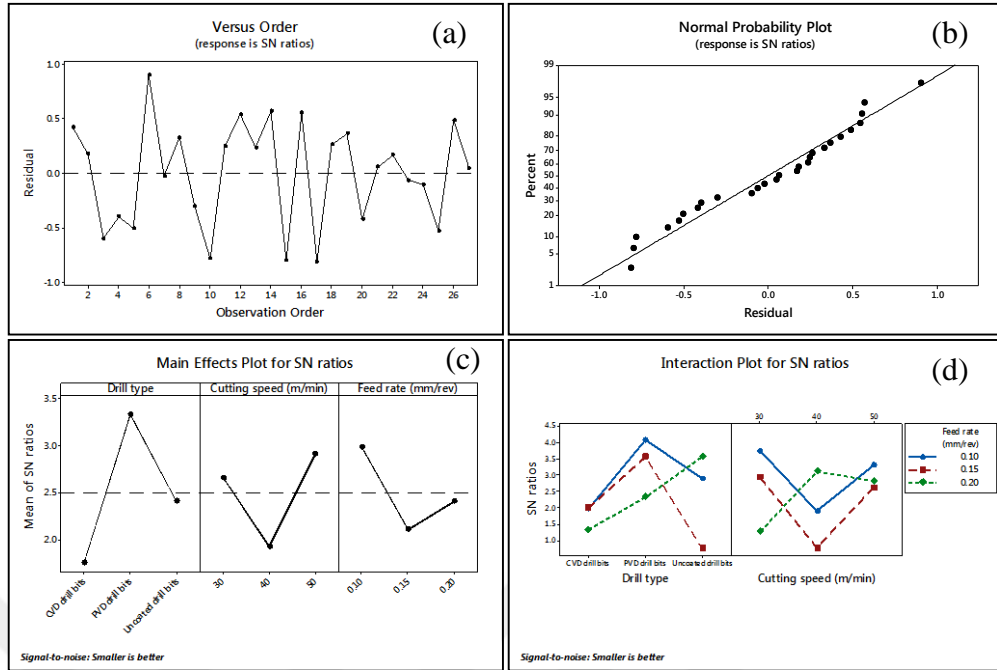 (a)
Versus Order
(response is SN ratios)
1.0
0.5
0.0
-0.5
-1.0
Residual
2 4 6 8 10 12 14 16 18 20 22 24 26
Observation Order
(b)
Normal Probability Plot
(response is SN ratios)
99
95
90
80
70
60
50
40
30
20
10
5
1
Percent
-1.0 -0.5 0.0 0.5 1.0
Residual
(c)
Main Effects Plot for SN ratios
Drill type Cutting speed (m/min) Feed rate (mm/rev)
3.5
3.0
2.5
2.0
Mean of SN ratios
CVD drill bits PVD drill bits Uncoated drill bits 30 40 50 0.10 0.15 0.20
Signal-to-noise: Smaller is better
(d)
Interaction Plot for SN ratios
30 40 50
4.5
4.0
3.5
3.0
2.5
2.0
1.5
1.0
SN ratios
CVD drill bits PVD drill bits Uncoated drill bits
Drill type Cutting speed (m/min)
Feed rate
(mm/rev)
0.10
0.15
0.20
Signal-to-noise: Smaller is better